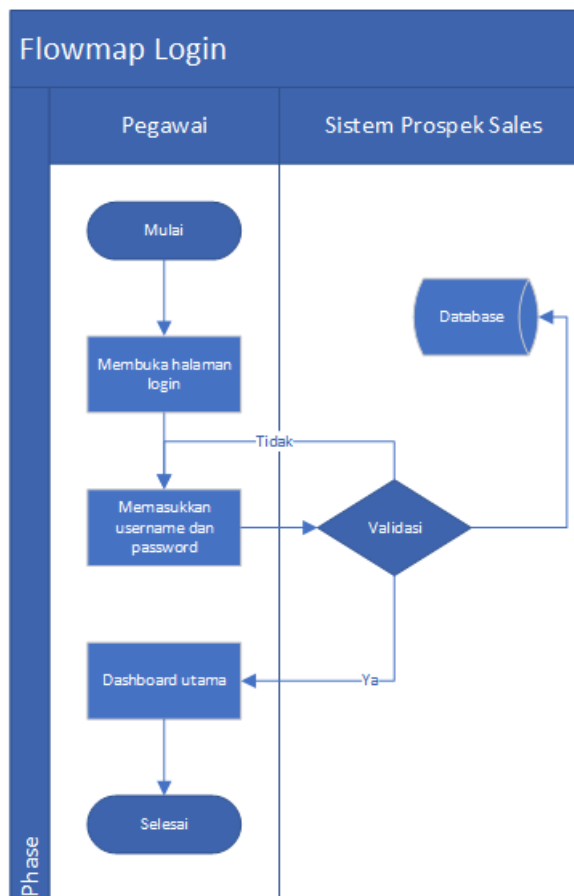 Flowmap Login
Pegawai
Sistem Prospek Sales
Mulai
Database
Membuka halaman
login
Tidak
Memasukkan
username dan
password
Validasi
Dashboard utama
Ya
Selesai
Phase